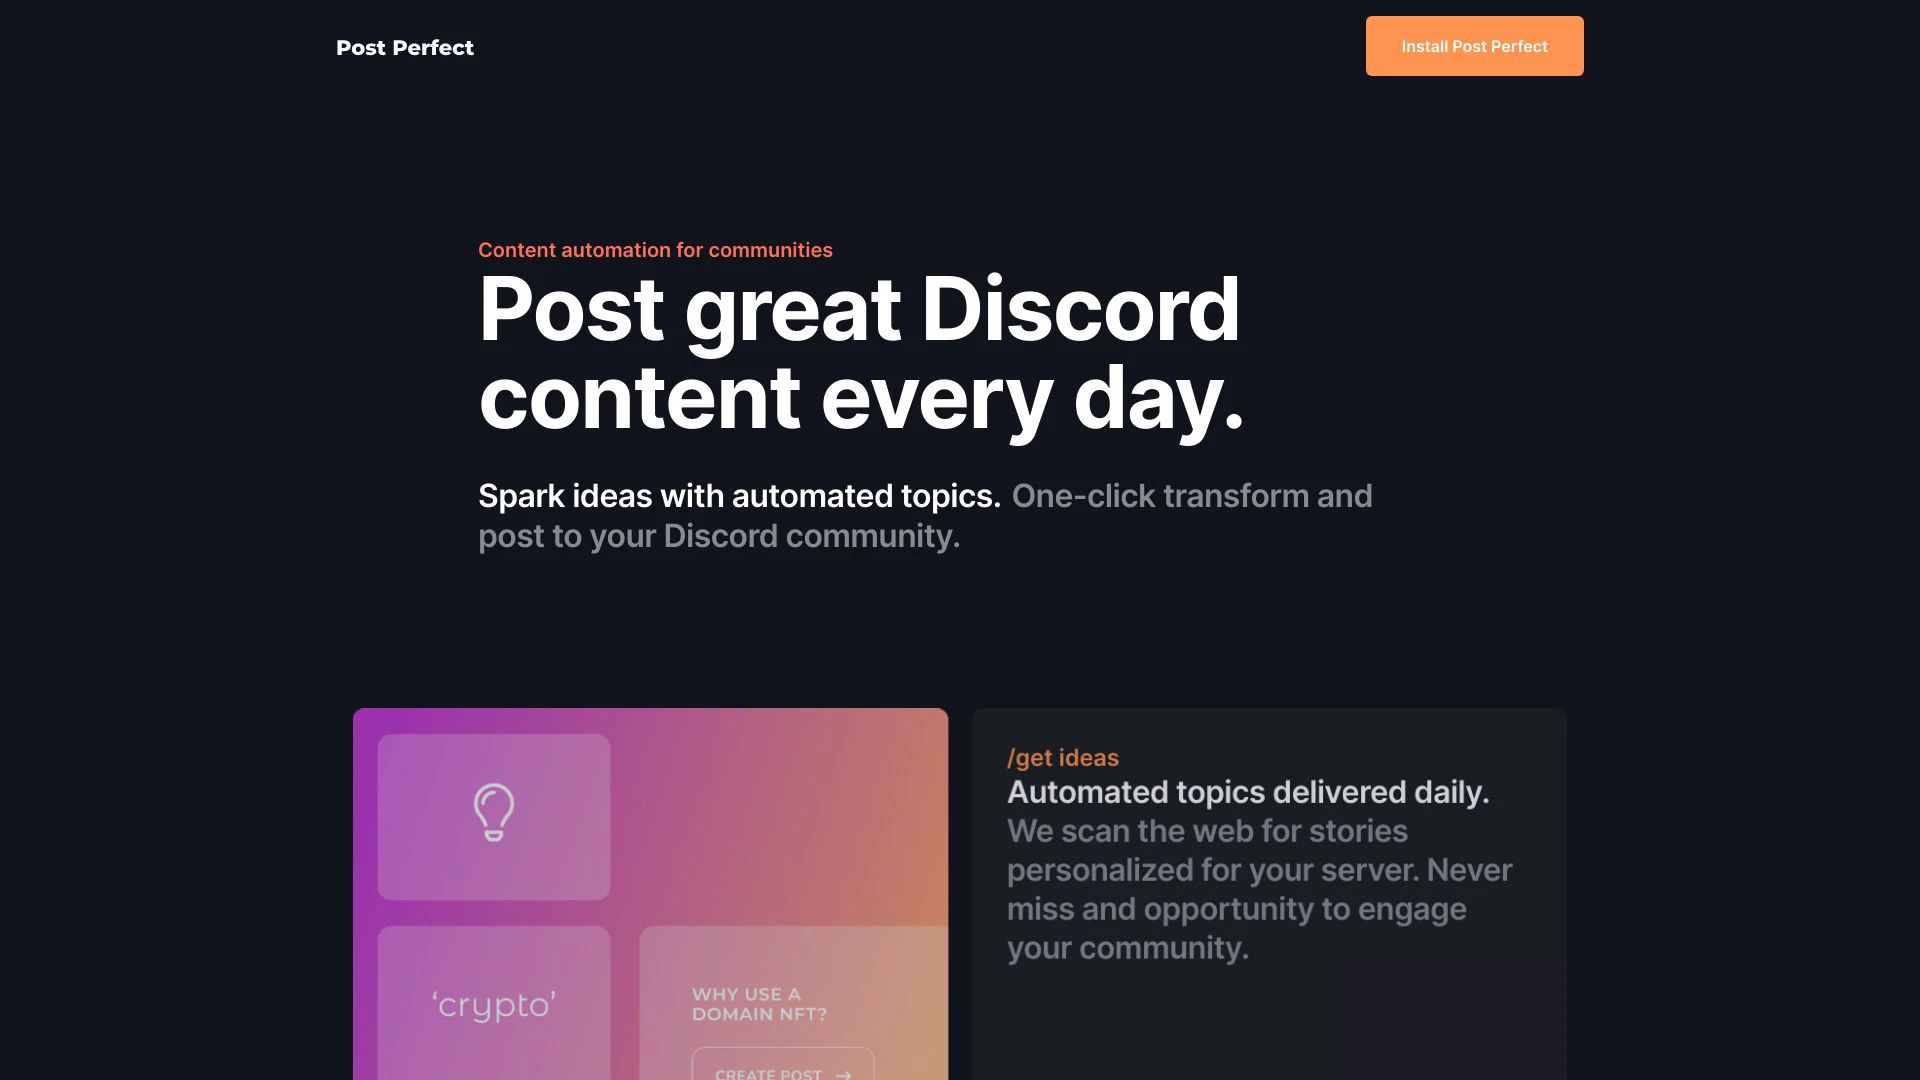 Post Perfect
Install Post Perfect
Content automation for communities
Post great Discord
content every day.
Spark ideas with automated topics. One-click transform and
post to your Discord community.
‘crypto’
WHY USE A
DOMAIN NFT?
CREATE POST →
/get ideas
Automated topics delivered daily.
We scan the web for stories
personalized for your server. Never
miss and opportunity to engage
your community.